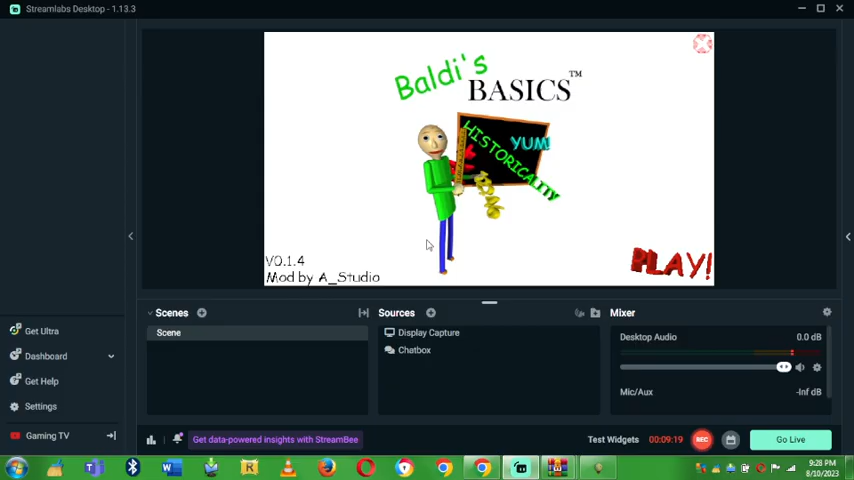 Streamlabs Desktop - 1.13.3
Baldi's
BASICS™
HISTORICALITY
YUM!
V0.1.4
Mod by A_Studio
PLAY!
Scenes
Sources
Mixer
Scene
Display Capture
Chatbox
Desktop Audio
0.0 dB
Mic/Aux
-Inf dB
Get Ultra
Dashboard
Get Help
Settings
Gaming TV
Get data-powered insights with StreamBee
Test Widgets
00:09:19
REC
Go Live
9:28 PM
8/10/2023